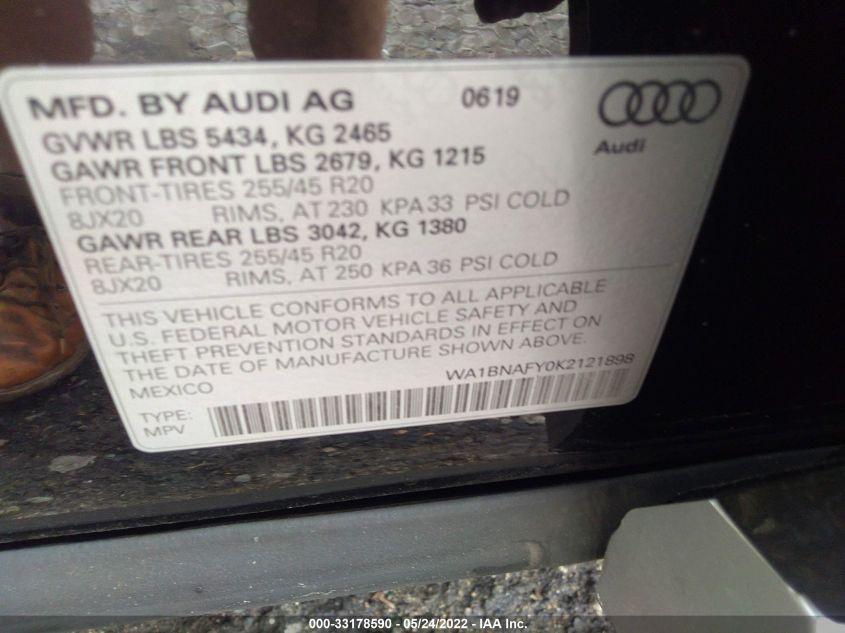 MFD. BY AUDI AG 0619
Audi
GVWR LBS 5434, KG 2465
GAWR FRONT LBS 2679, KG 1215
FRONT-TIRES 255/45 R20
8JX20 RIMS, AT 230 KPA 33 PSI COLD
GAWR REAR LBS 3042, KG 1380
REAR-TIRES 255/45 R20
8JX20 RIMS, AT 250 KPA 36 PSI COLD
THIS VEHICLE CONFORMS TO ALL APPLICABLE
U.S. FEDERAL MOTOR VEHICLE SAFETY AND
THEFT PREVENTION STANDARDS IN EFFECT ON
THE DATE OF MANUFACTURE SHOWN ABOVE.
MEXICO WA1BNAFY0K2121898
TYPE:
MPV
000-33178590 - 05/24/2022 - IAA Inc.